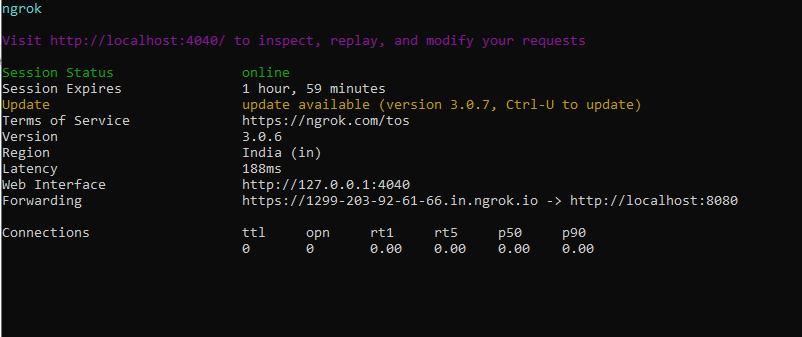 ngrok
Visit http://localhost:4040/ to inspect, replay, and modify your requests
Session Status online
Session Expires 1 hour, 59 minutes
Update update available (version 3.0.7, Ctrl-U to update)
Terms of Service https://ngrok.com/tos
Version 3.0.6
Region India (in)
Latency 188ms
Web Interface http://127.0.0.1:4040
Forwarding https://1299-203-92-61-66.in.ngrok.io -> http://localhost:8080
Connections ttl opn rt1 rt5 p50 p90
0 0 0.00 0.00 0.00 0.00